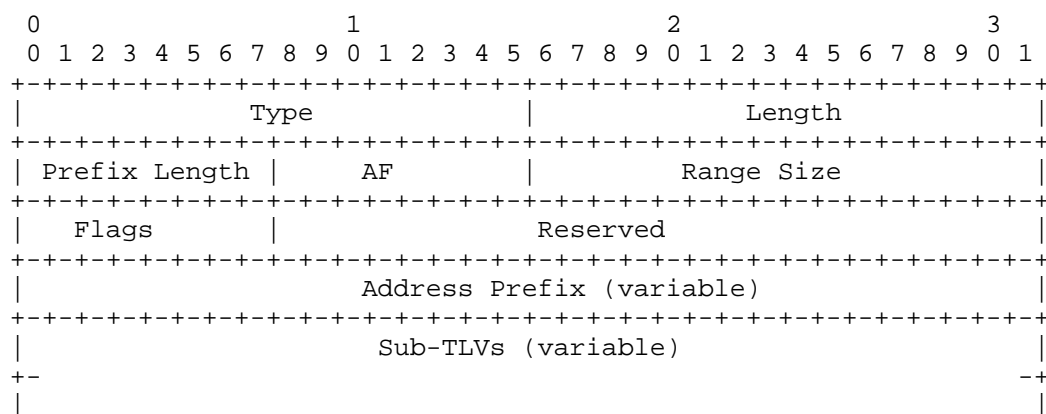 0                   1                   2                   3
 0 1 2 3 4 5 6 7 8 9 0 1 2 3 4 5 6 7 8 9 0 1 2 3 4 5 6 7 8 9 0 1
+-+-+-+-+-+-+-+-+-+-+-+-+-+-+-+-+-+-+-+-+-+-+-+-+-+-+-+-+-+-+-+-+
|              Type             |             Length            |
+-+-+-+-+-+-+-+-+-+-+-+-+-+-+-+-+-+-+-+-+-+-+-+-+-+-+-+-+-+-+-+-+
| Prefix Length |     AF        |         Range Size            |
+-+-+-+-+-+-+-+-+-+-+-+-+-+-+-+-+-+-+-+-+-+-+-+-+-+-+-+-+-+-+-+-+
|   Flags       |                Reserved                       |
+-+-+-+-+-+-+-+-+-+-+-+-+-+-+-+-+-+-+-+-+-+-+-+-+-+-+-+-+-+-+-+-+
|                     Address Prefix (variable)                 |
+-+-+-+-+-+-+-+-+-+-+-+-+-+-+-+-+-+-+-+-+-+-+-+-+-+-+-+-+-+-+-+-+
|                      Sub-TLVs (variable)                      |
+-                                                             -+
|                                                               |